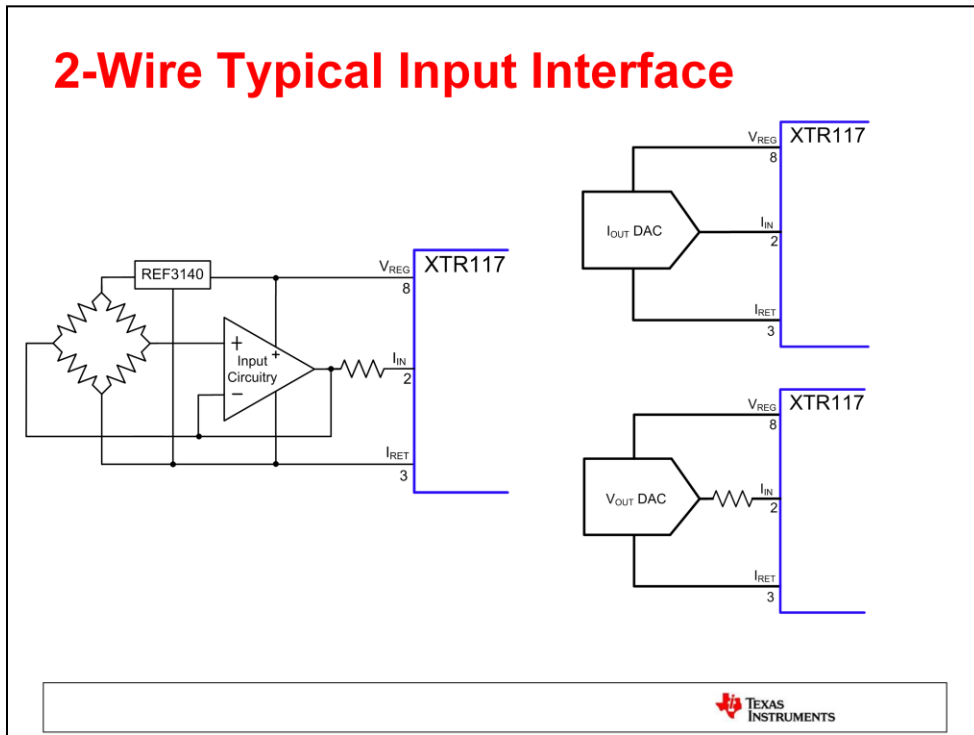 2-Wire Typical Input Interface
REF3140
+
Input
Circuitry
−
+
VREG
8
XTR117
IIN
2
IRET
3
IOUT DAC
VREG
8
XTR117
IIN
2
IRET
3
VOUT DAC
VREG
8
XTR117
IIN
2
IRET
3
TEXAS
INSTRUMENTS